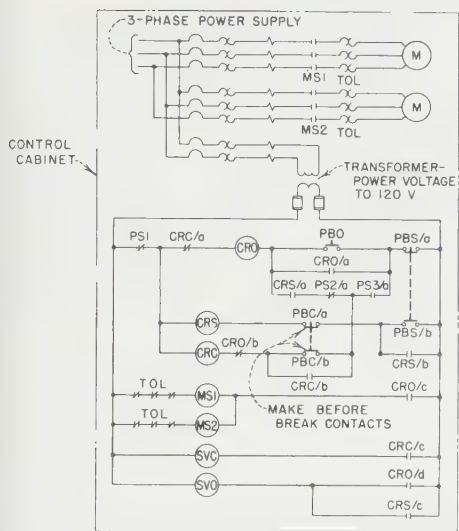 3-PHASE POWER SUPPLY
M
MS1 TOL
M
MS2 TOL
CONTROL
CABINET
TRANSFORMER-
POWER VOLTAGE
TO 120 V
PS1 CRC/a CRO PBO PBS/a
CRO/a
CRS/a PS2/a PS3/a
CRS PBC/a PBS/b
CRC CRO/b PBC/b CRS/b
CRC/b
TOL MS1 CRO/c
TOL MS2 MAKE BEFORE
BREAK CONTACTS
SVC CRC/c
SVO CRO/d
CRS/c